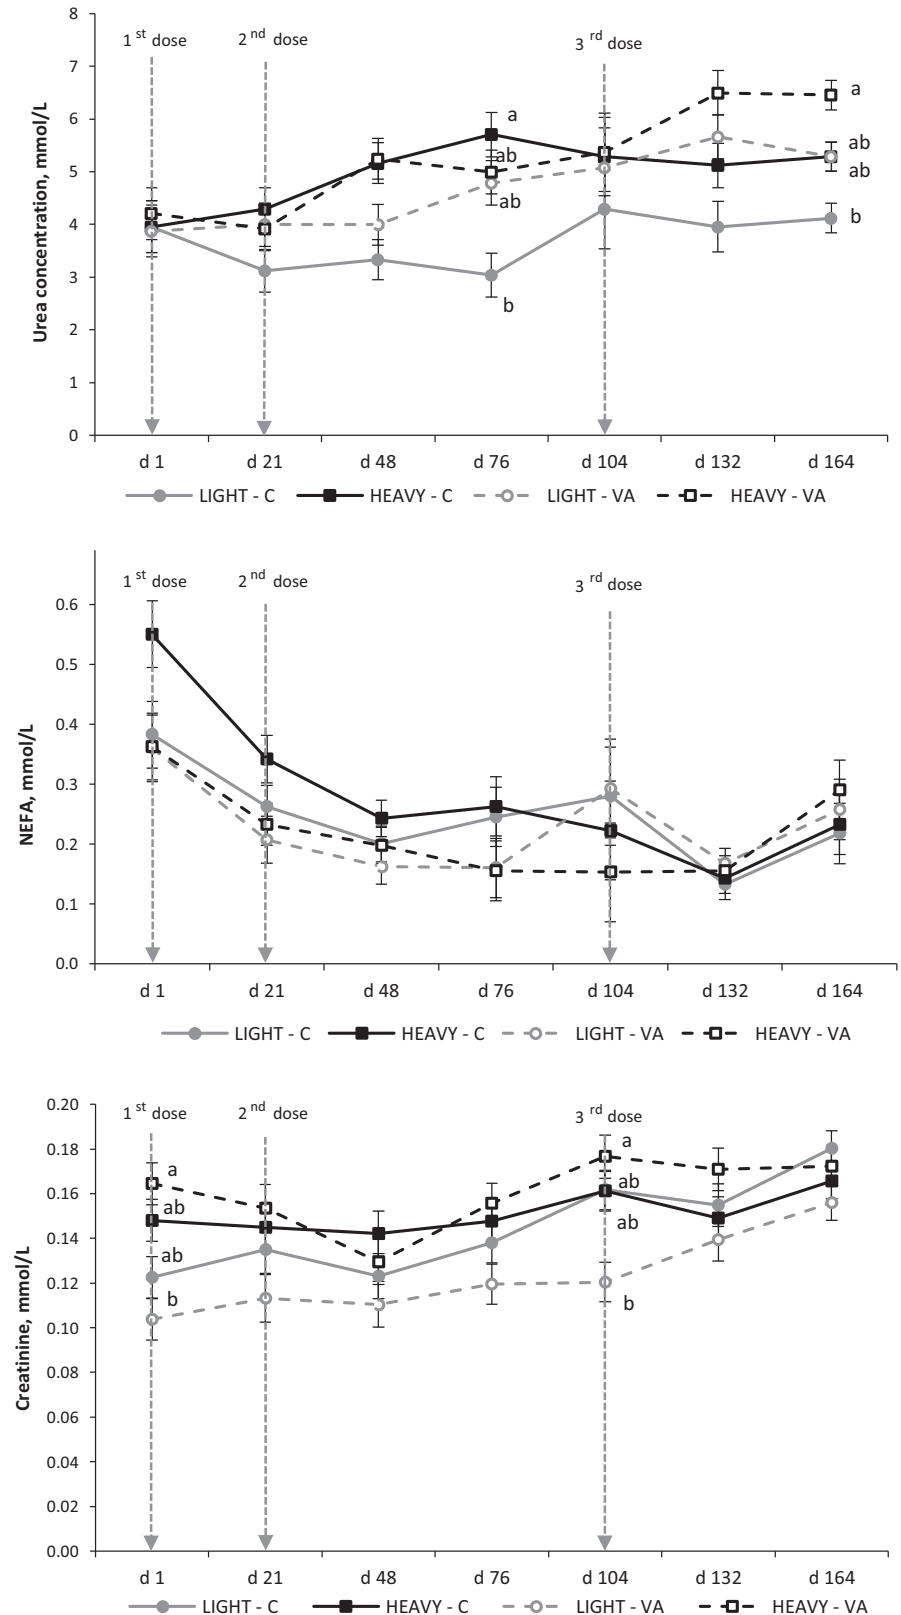 8
1 st dose
2 nd dose
3 rd dose
7
6
5
4
3
2
1
0
Urea concentration, mmol/L
a
ab
ab
b
a
ab
ab
b
d 1 d 21 d 48 d 76 d 104 d 132 d 164
LIGHT - C HEAVY - C LIGHT - VA HEAVY - VA
1 st dose
2 nd dose
3 rd dose
0.6
0.5
0.4
0.3
0.2
0.1
0.0
NEFA, mmol/L
d 1 d 21 d 48 d 76 d 104 d 132 d 164
LIGHT - C HEAVY - C LIGHT - VA HEAVY - VA
0.20
1 st dose
2 nd dose
3 rd dose
0.18
0.16
0.14
0.12
0.10
0.08
0.06
0.04
0.02
0.00
Creatinine, mmol/L
a
ab
ab
b
a
ab
ab
b
d 1 d 21 d 48 d 76 d 104 d 132 d 164
LIGHT - C HEAVY - C LIGHT - VA HEAVY - VA